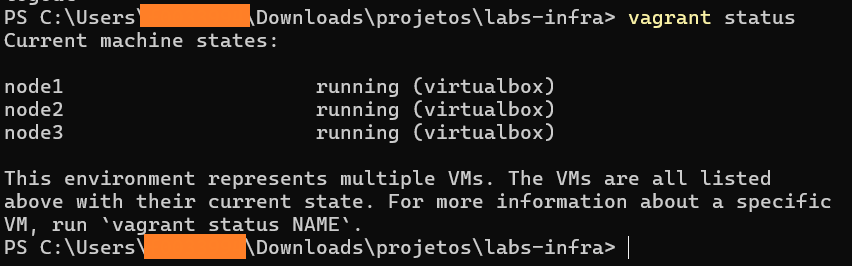 PS C:\Users\ \Downloads\projetos\labs-infra> vagrant status
Current machine states:
node1 running (virtualbox)
node2 running (virtualbox)
node3 running (virtualbox)
This environment represents multiple VMs. The VMs are all listed
above with their current state. For more information about a specific
VM, run `vagrant status NAME`.
PS C:\Users\ \Downloads\projetos\labs-infra>